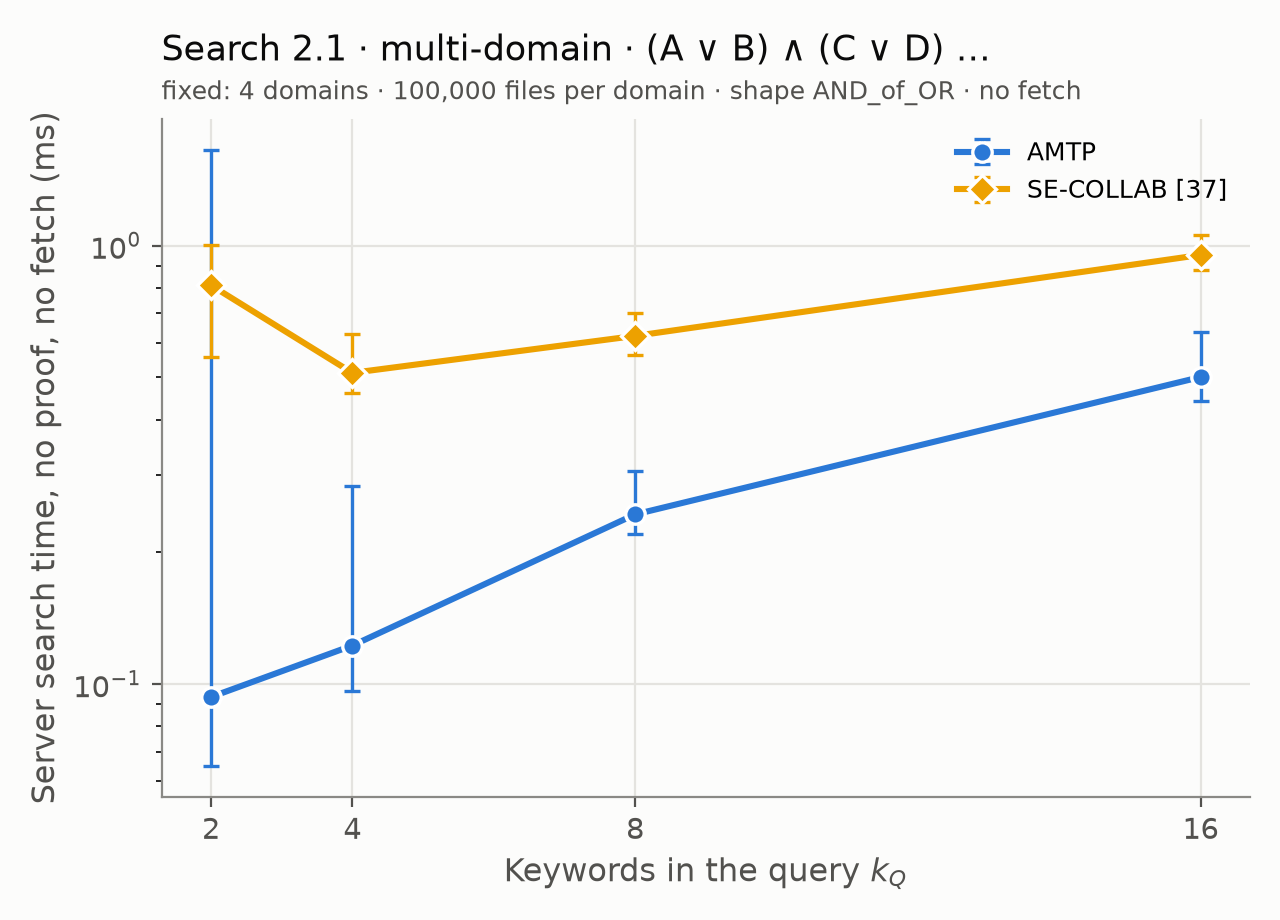 Search 2.1 · multi-domain · (A ∨ B) ∧ (C ∨ D) …
fixed: 4 domains · 100,000 files per domain · shape AND_of_OR · no fetch
Server search time, no proof, no fetch (ms)
AMTP
SE-COLLAB [37]
10⁰
10⁻¹
2 4 8 16
Keywords in the query k_Q